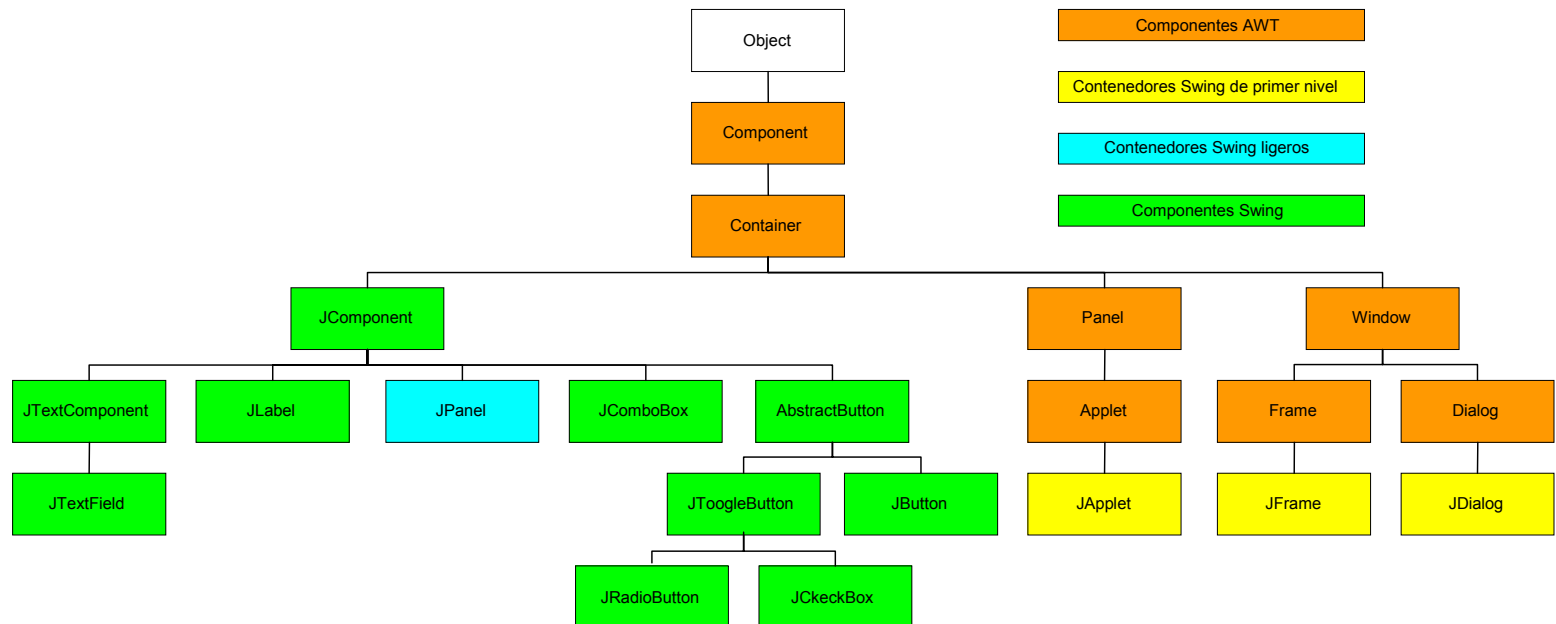 Object
Componentes AWT
Contenedores Swing de primer nivel
Component
Contenedores Swing ligeros
Container
Componentes Swing
JComponent
Panel
Window
JTextComponent
JLabel
JPanel
JComboBox
AbstractButton
Applet
Frame
Dialog
JTextField
JToogleButton
JButton
JApplet
JFrame
JDialog
JRadioButton
JCkeckBox